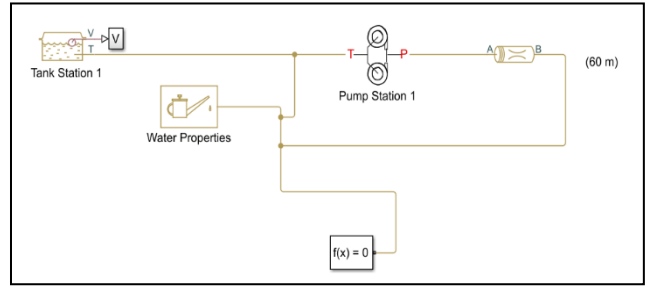 V
V
T
Tank Station 1
T
P
Pump Station 1
A
B
(60 m)
Water Properties
f(x) = 0